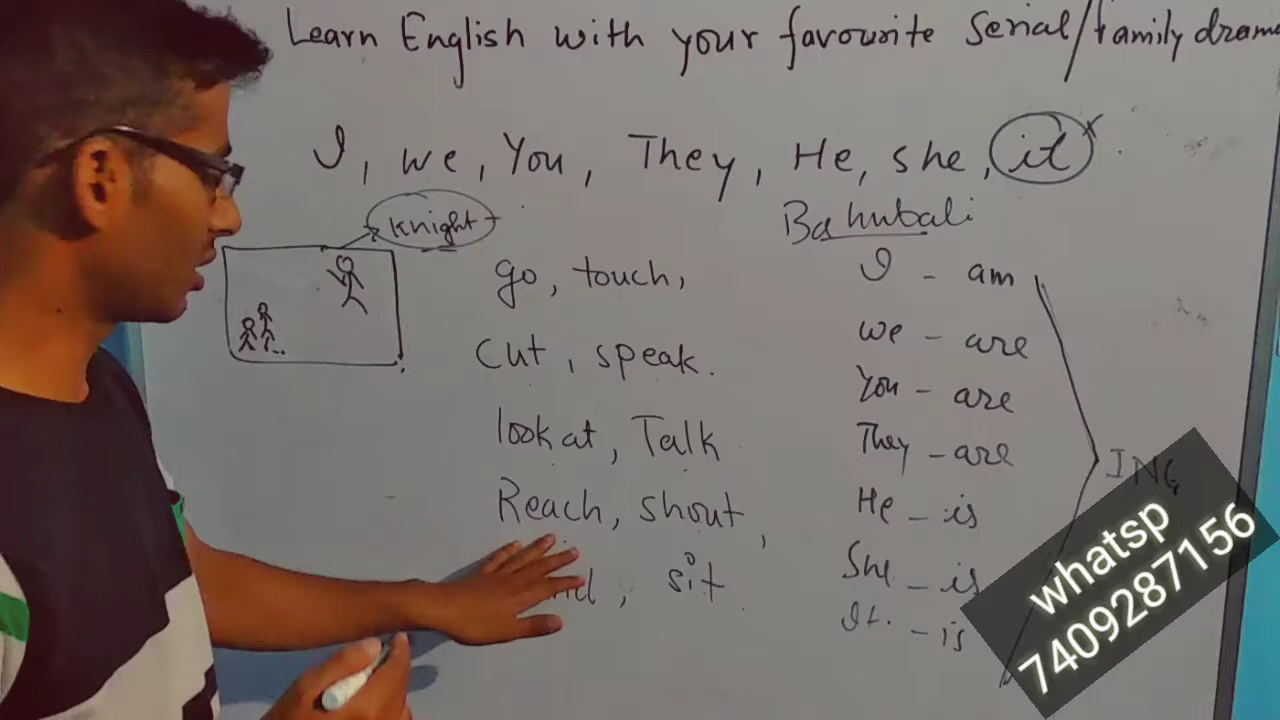 Learn English with your favourite Serial/family drama
I, we, You, They, He, she, it
Knight
Bahubali
go, touch,
I - am
cut, speak.
we - are
You - are
look at, Talk
They - are
ING
Reach, shout,
He - is
sit
She - is
It. - is
whatsp
7409287156